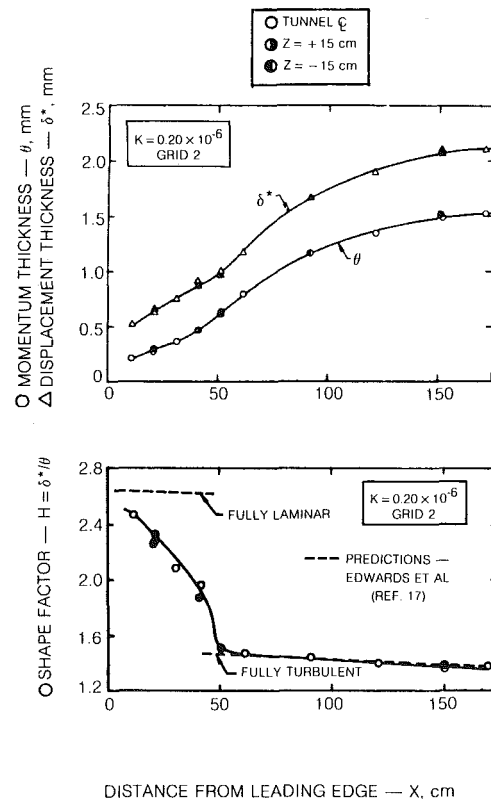 TUNNEL ℄
Z = +15 cm
Z = −15 cm
O MOMENTUM THICKNESS — θ, mm
Δ DISPLACEMENT THICKNESS — δ*, mm
2.5
2.0
1.5
1.0
0.5
0
K = 0.20 × 10⁻⁶
GRID 2
δ*
θ
0
50
100
150
O SHAPE FACTOR — H = δ*/θ
2.8
2.4
2.0
1.6
1.2
K = 0.20 × 10⁻⁶
GRID 2
FULLY LAMINAR
PREDICTIONS —
EDWARDS ET AL
(REF. 17)
FULLY TURBULENT
0
50
100
150
DISTANCE FROM LEADING EDGE — X, cm